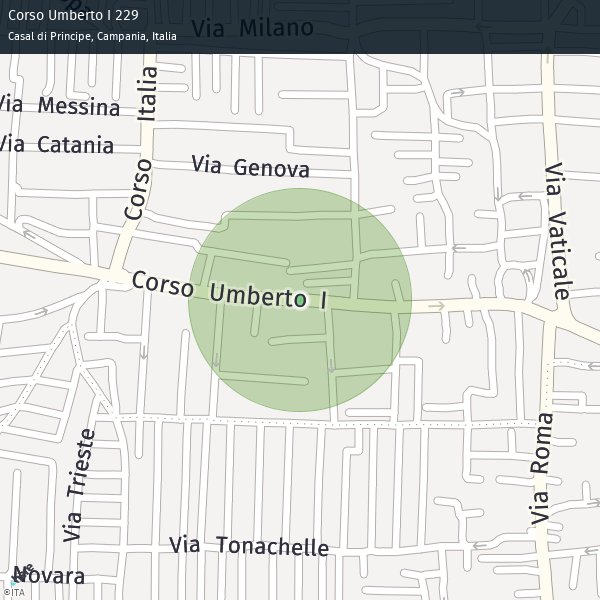 Corso Umberto I 229
Casal di Principe, Campania, Italia
Via Milano
Via Messina
Corso Italia
Via Catania
Via Genova
Via Vaticale
Corso Umberto I
Via Roma
Via Trieste
Via Tonachelle
Novara
©ITA